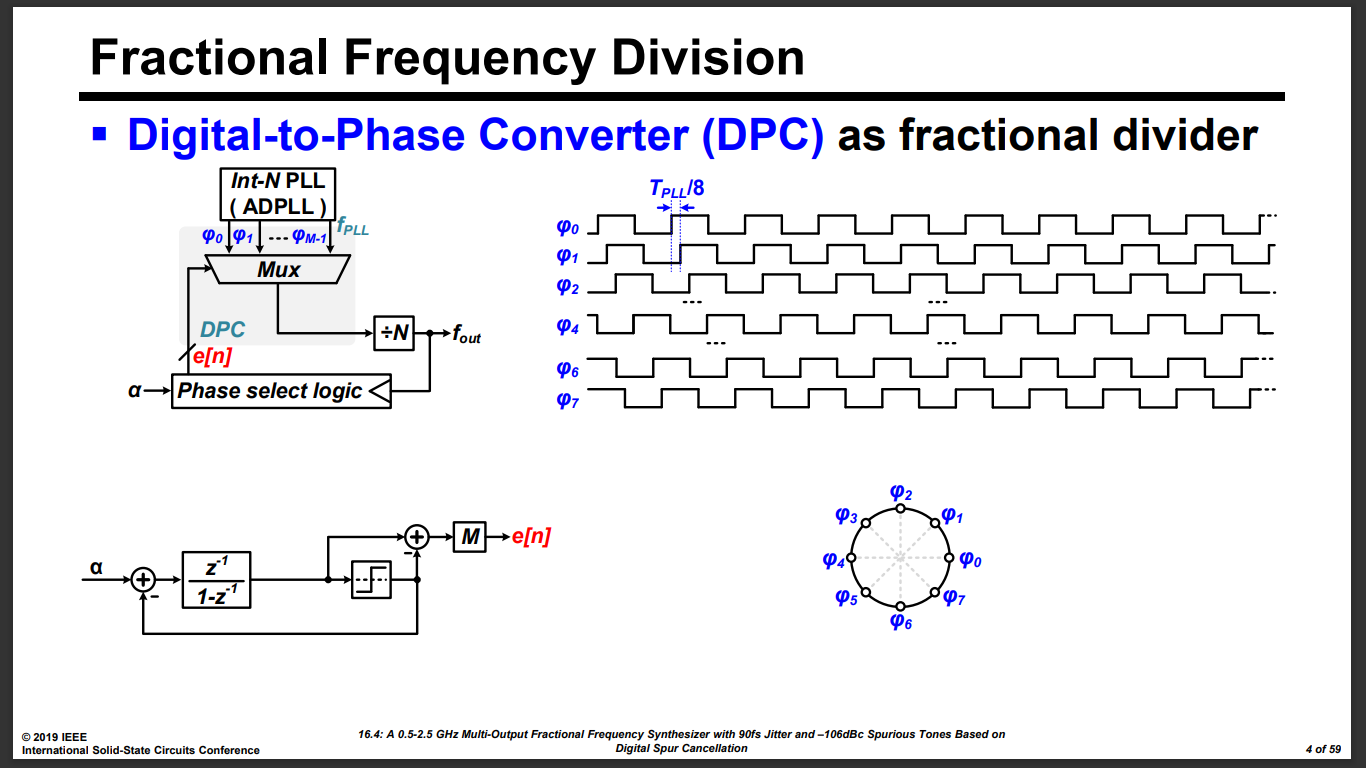 Fractional Frequency Division
▪ Digital-to-Phase Converter (DPC) as fractional divider
Int-N PLL
( ADPLL )
φ0 φ1 φM-1 fPLL
Mux
DPC
÷N
fout
e[n]
α
Phase select logic
TPLL/8
φ0
φ1
φ2
φ4
φ6
φ7
α
+
-
z-1
1-z-1
+
-
M
e[n]
φ2
φ3
φ1
φ4
φ0
φ5
φ7
φ6
© 2019 IEEE
International Solid-State Circuits Conference
16.4: A 0.5-2.5 GHz Multi-Output Fractional Frequency Synthesizer with 90fs Jitter and –106dBc Spurious Tones Based on
Digital Spur Cancellation
4 of 59